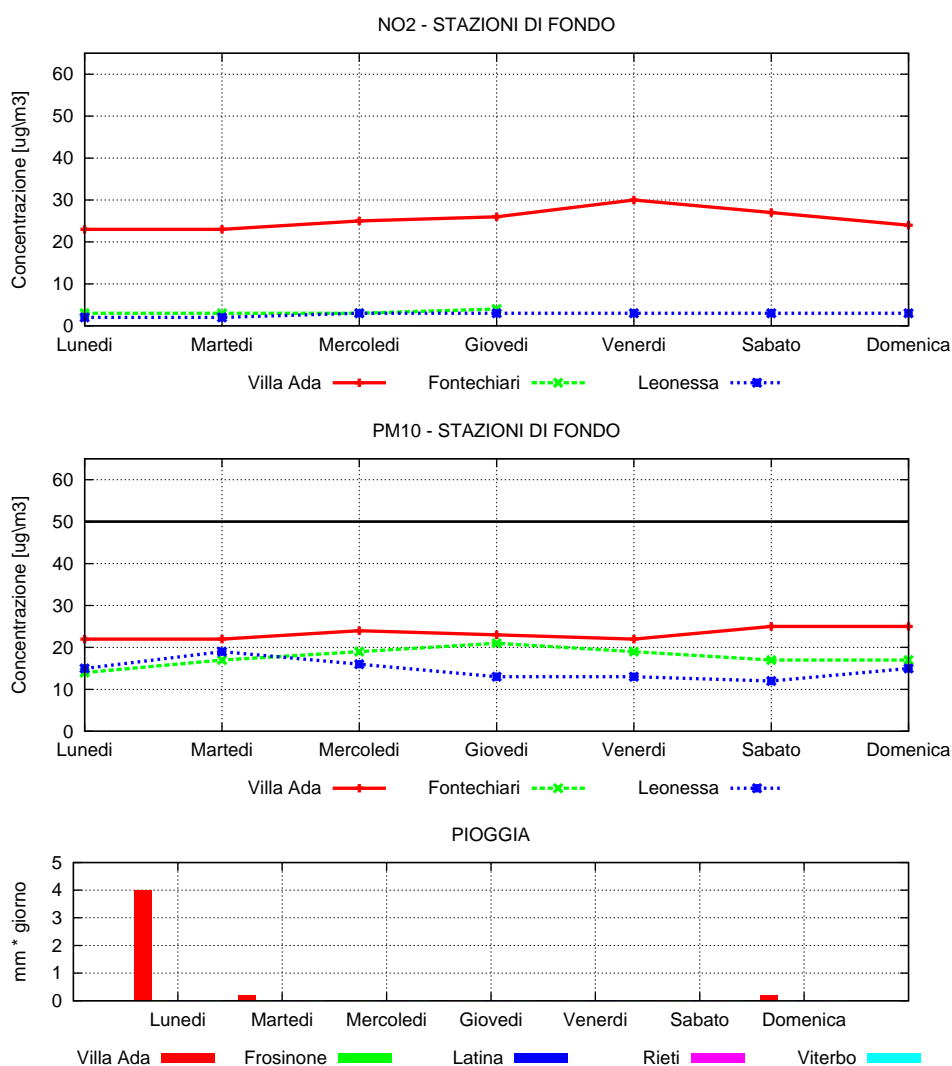 NO2 - STAZIONI DI FONDO
Concentrazione [ug\m3]
60
50
40
30
20
10
0
Lunedi Martedi Mercoledi Giovedi Venerdi Sabato Domenica
Villa Ada Fontechiari Leonessa
PM10 - STAZIONI DI FONDO
Concentrazione [ug\m3]
60
50
40
30
20
10
0
Lunedi Martedi Mercoledi Giovedi Venerdi Sabato Domenica
Villa Ada Fontechiari Leonessa
PIOGGIA
mm * giorno
5
4
3
2
1
0
Lunedi Martedi Mercoledi Giovedi Venerdi Sabato Domenica
Villa Ada Frosinone Latina Rieti Viterbo